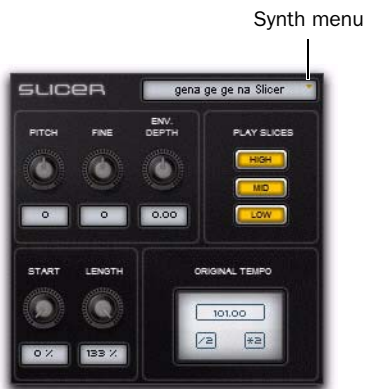 Synth menu
SLICER
gena ge ge na Slicer
PITCH
FINE
ENV. DEPTH
PLAY SLICES
HIGH
MID
LOW
0
0
0.00
START
LENGTH
ORIGINAL TEMPO
101.00
/2
*2
0 %
133 %